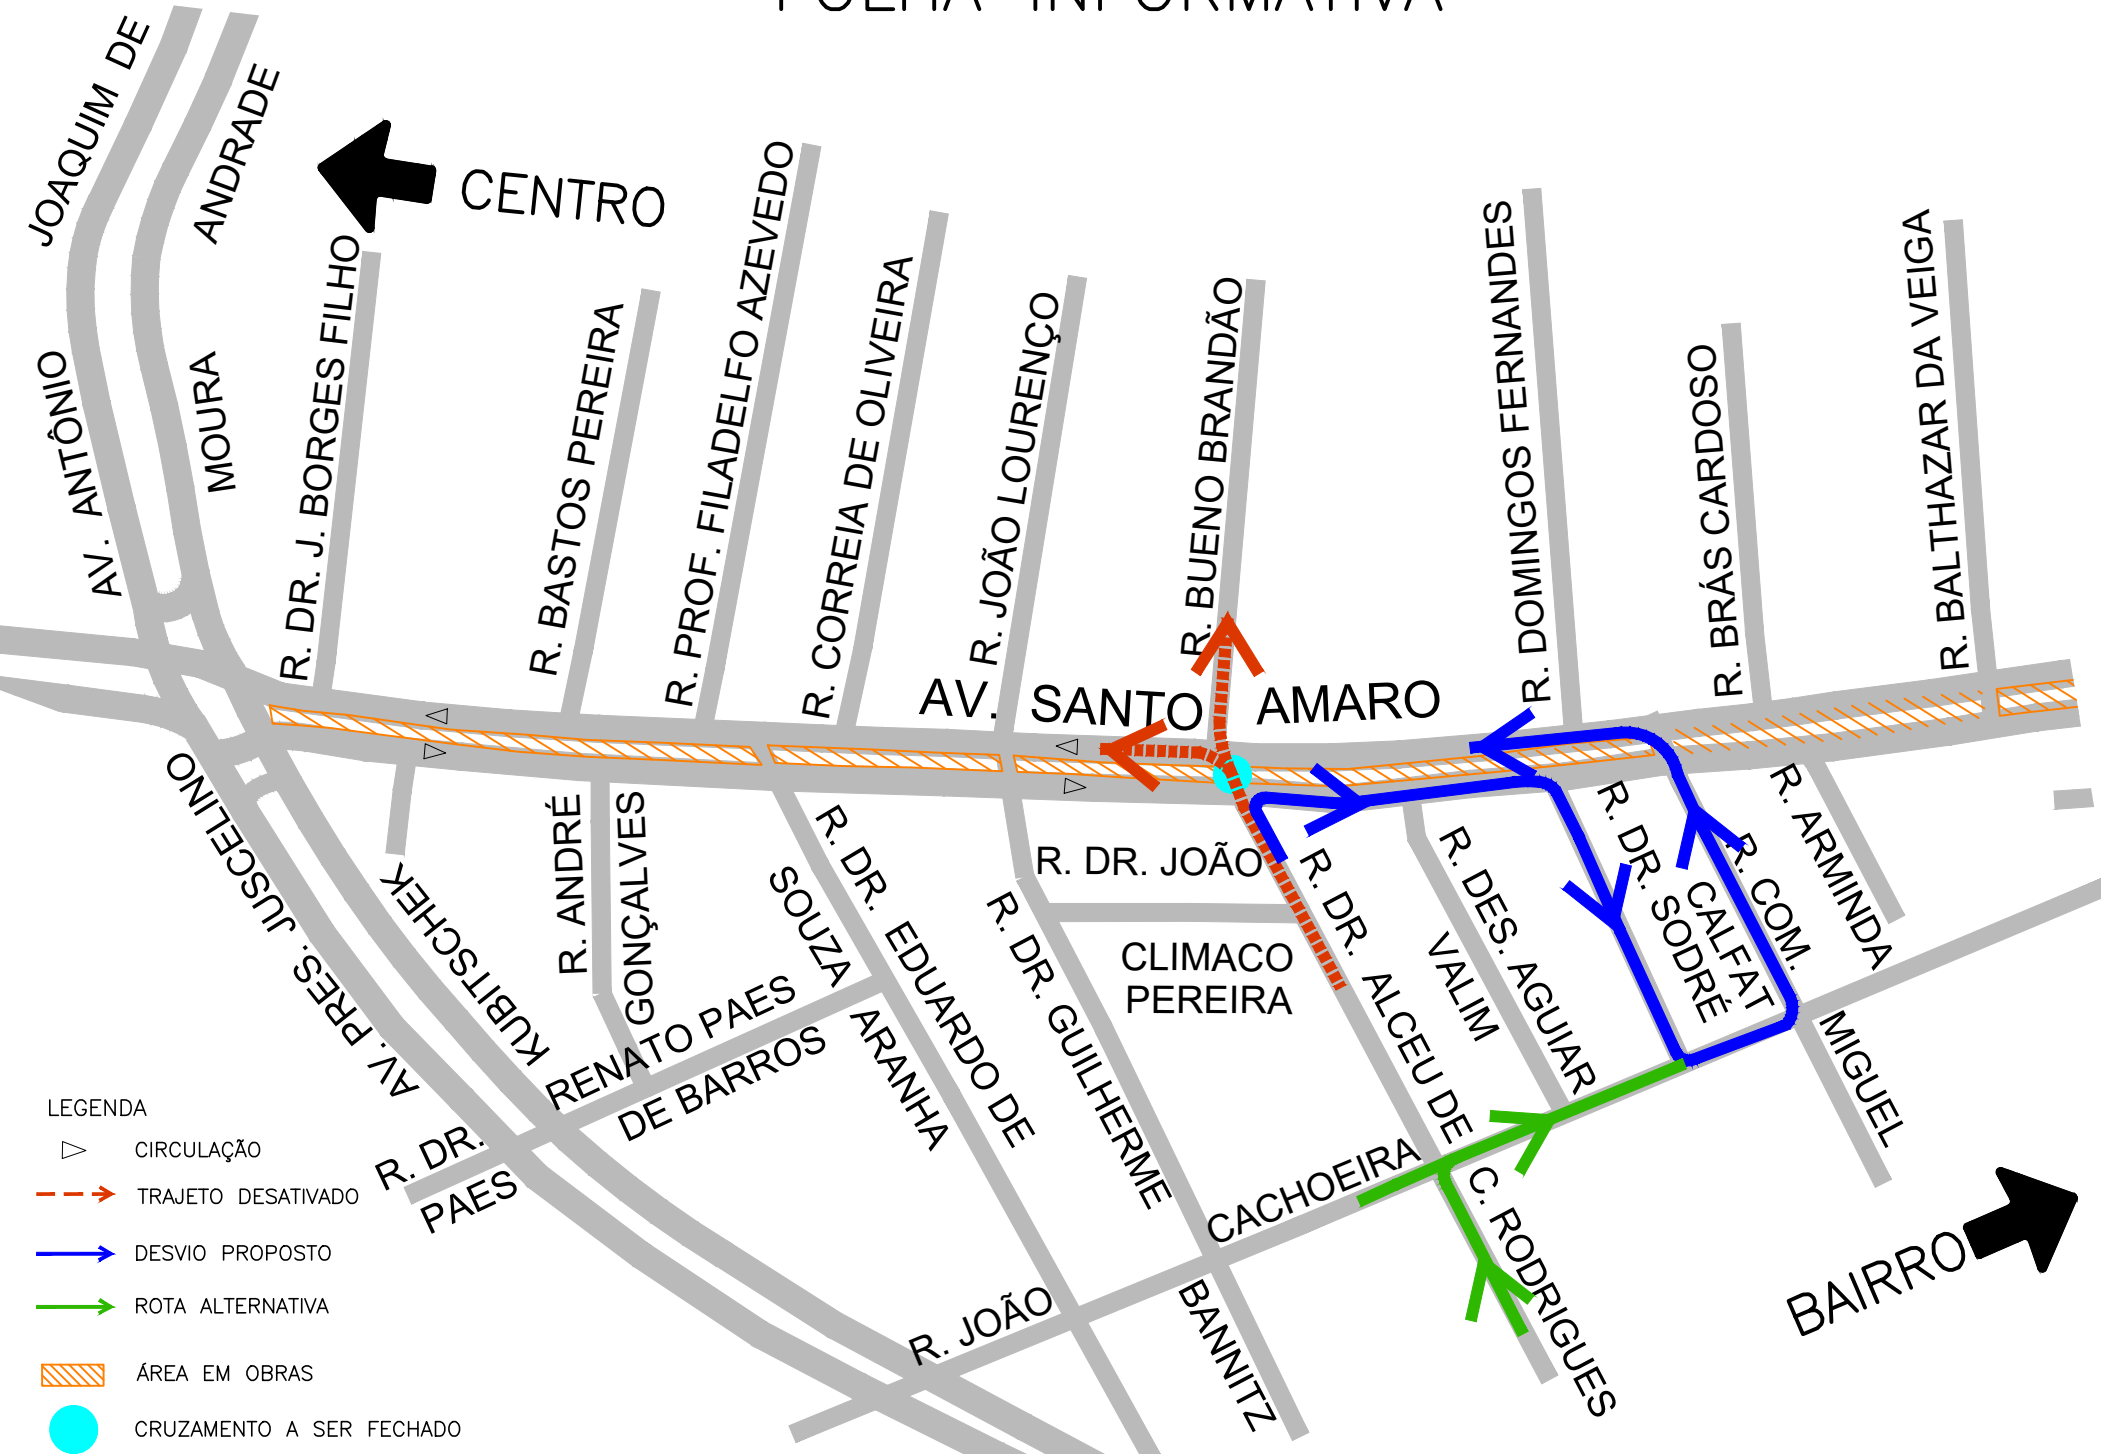 FOLHA INFORMATIVA
JOAQUIM DE
ANDRADE
CENTRO
AV. ANTÔNIO
MOURA
R. DR. J. BORGES FILHO
R. BASTOS PEREIRA
R. PROF. FILADELFO AZEVEDO
R. CORREIA DE OLIVEIRA
R. JOÃO LOURENÇO
R. BUENO BRANDÃO
R. DOMINGOS FERNANDES
R. BRÁS CARDOSO
R. BALTHAZAR DA VEIGA
AV. SANTO AMARO
AV. PRES. JUSCELINO
KUBITSCHEK
R. ANDRÉ
GONÇALVES
R. DR. EDUARDO DE
SOUZA ARANHA
R. DR. JOÃO
CLIMACO
PEREIRA
R. DR. GUILHERME
BANNITZ
R. DR. ALCEU DE
C. RODRIGUES
R. DES. AGUIAR
VALIM
R. DR. SODRÉ
R. COM. MIGUEL
CALFAT
R. ARMINDA
R. DR. RENATO PAES
PAES DE BARROS
R. JOÃO CACHOEIRA
BAIRRO
LEGENDA
CIRCULAÇÃO
TRAJETO DESATIVADO
DESVIO PROPOSTO
ROTA ALTERNATIVA
ÁREA EM OBRAS
CRUZAMENTO A SER FECHADO